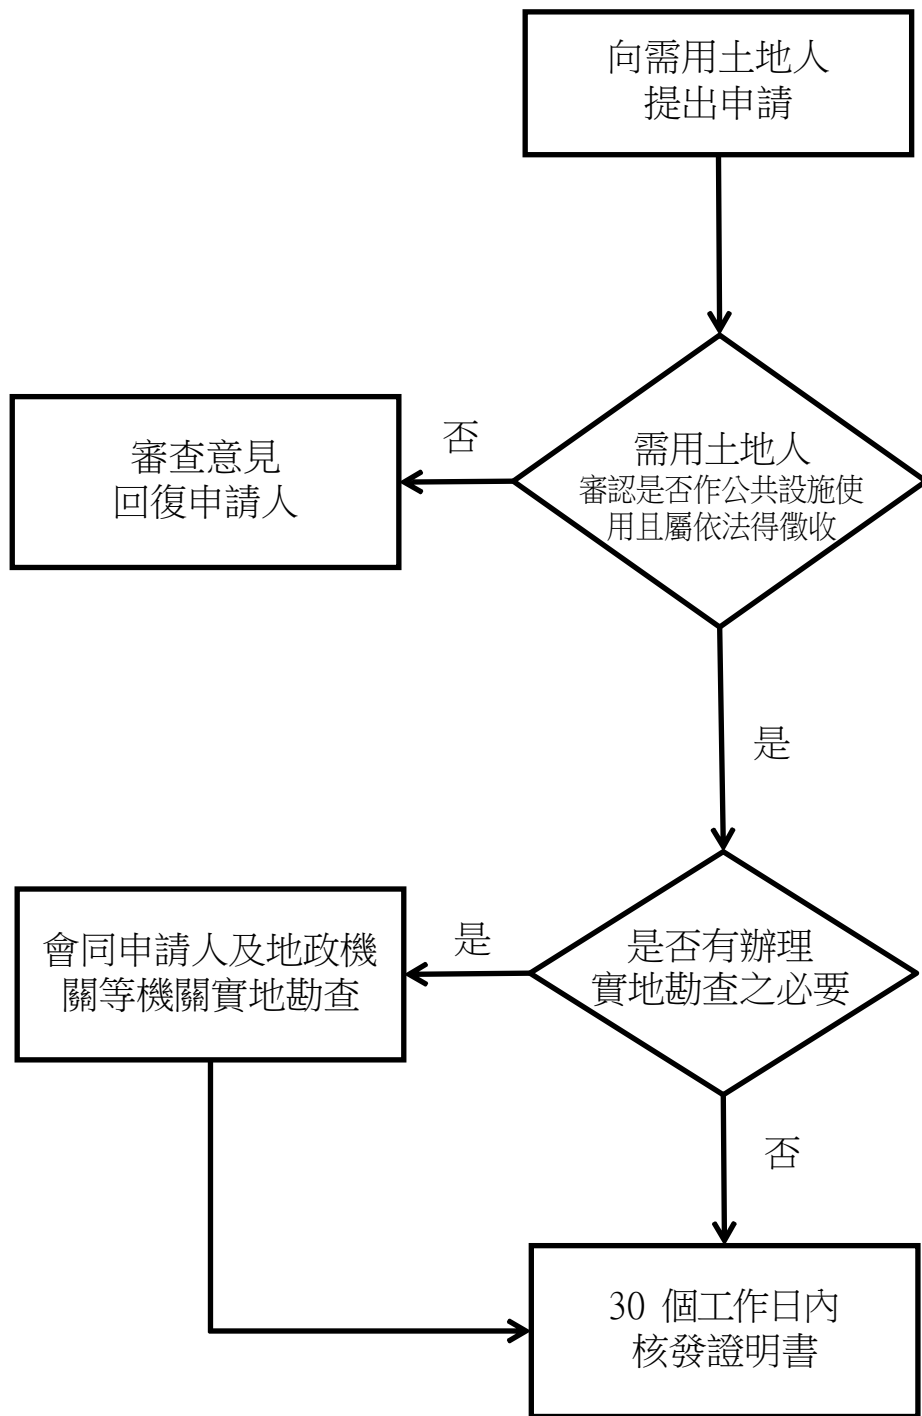 向需用土地人
提出申請
否
審查意見
回復申請人
需用土地人
審認是否作公共設施使
用且屬依法得徵收
是
會同申請人及地政機
關等機關實地勘查
是
是否有辦理
實地勘查之必要
否
30 個工作日內
核發證明書